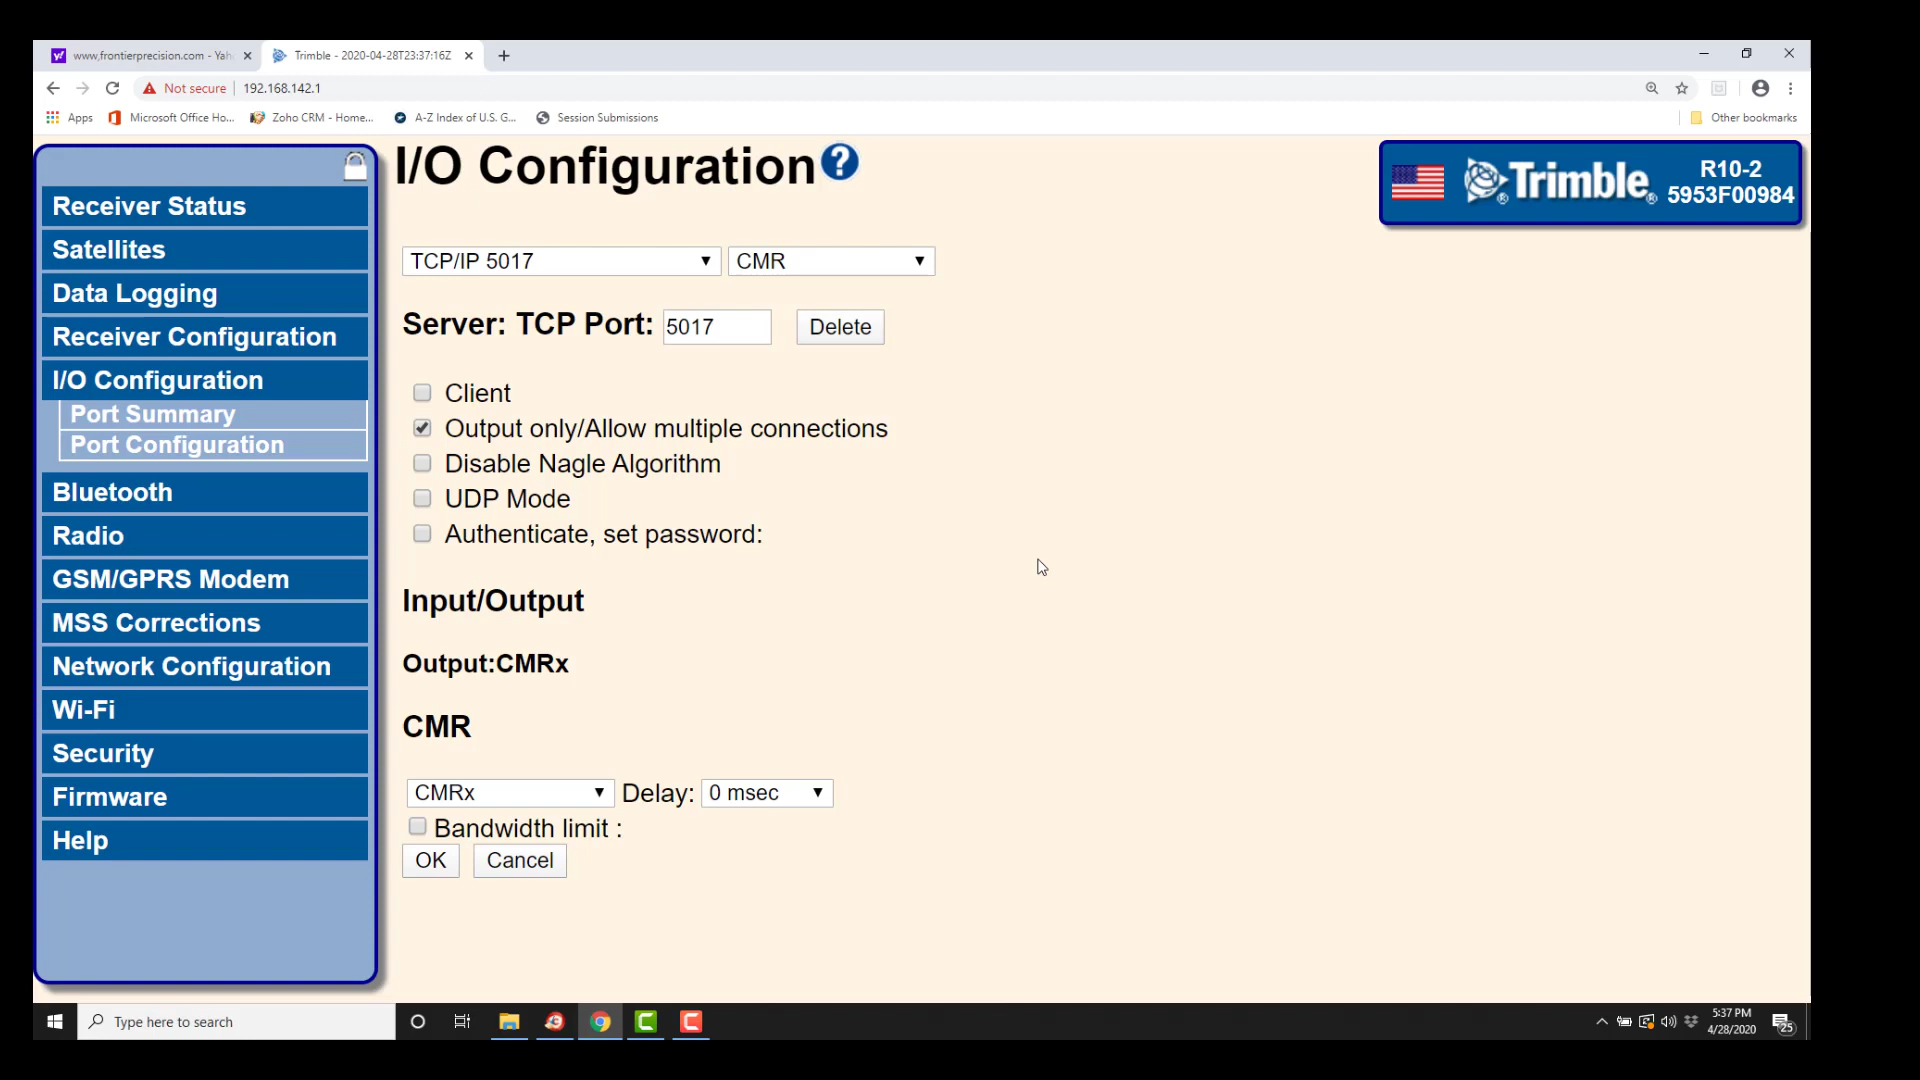 www,frontierprecision.com - Yah
Trimble - 2020-04-28T23:37:16Z
Not secure 192.168.142.1
Apps Microsoft Office Ho... Zoho CRM - Home... A-Z Index of U.S. G... Session Submissions Other bookmarks
Receiver Status
Satellites
Data Logging
Receiver Configuration
I/O Configuration
Port Summary
Port Configuration
Bluetooth
Radio
GSM/GPRS Modem
MSS Corrections
Network Configuration
Wi-Fi
Security
Firmware
Help
I/O Configuration ?
Trimble
R10-2
5953F00984
TCP/IP 5017 CMR
Server: TCP Port: 5017 Delete
Client
Output only/Allow multiple connections
Disable Nagle Algorithm
UDP Mode
Authenticate, set password:
Input/Output
Output:CMRx
CMR
CMRx Delay: 0 msec
Bandwidth limit :
OK Cancel
Type here to search
5:37 PM
4/28/2020
25